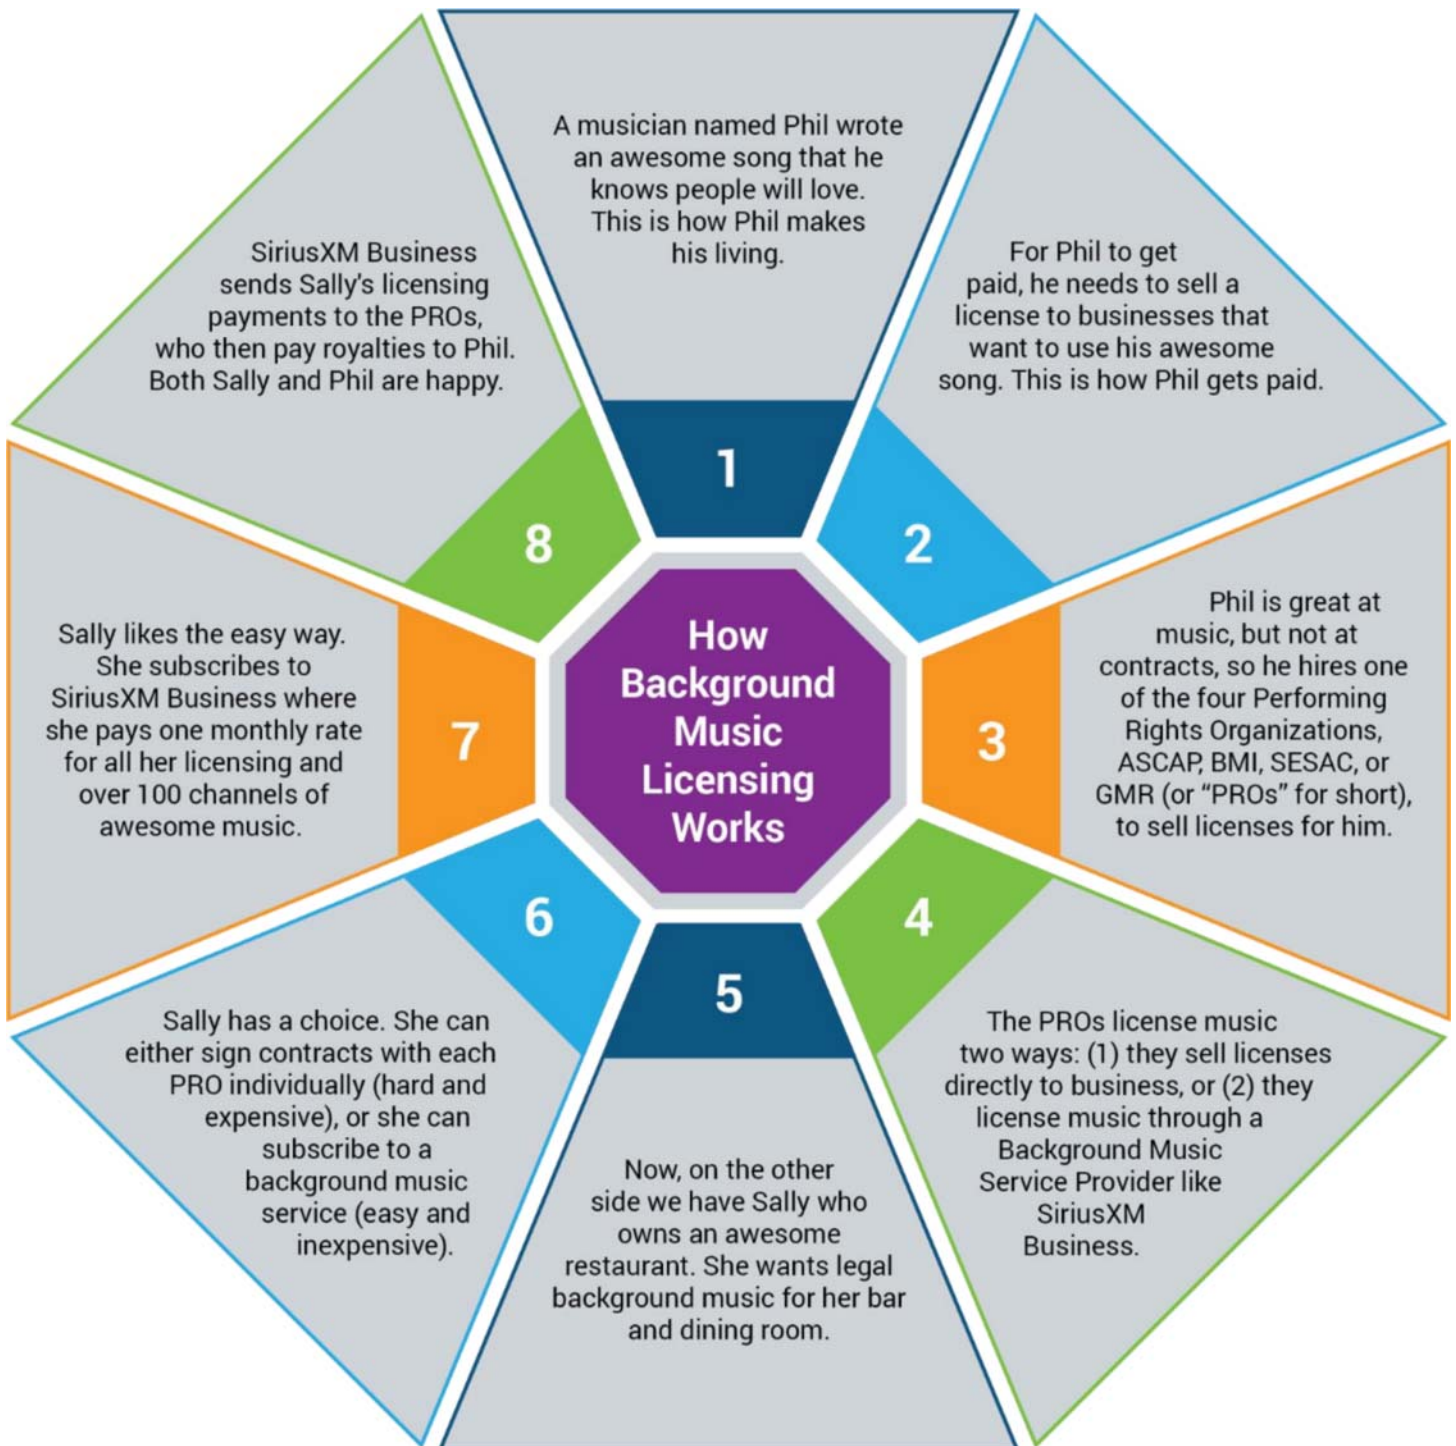 How
Background
Music
Licensing
Works
1
A musician named Phil wrote
an awesome song that he
knows people will love.
This is how Phil makes
his living.
2
For Phil to get
paid, he needs to sell a
license to businesses that
want to use his awesome
song. This is how Phil gets paid.
3
Phil is great at
music, but not at
contracts, so he hires one
of the four Performing
Rights Organizations,
ASCAP, BMI, SESAC, or
GMR (or “PROs” for short),
to sell licenses for him.
4
The PROs license music
two ways: (1) they sell licenses
directly to business, or (2) they
license music through a
Background Music
Service Provider like
SiriusXM
Business.
5
Now, on the other
side we have Sally who
owns an awesome
restaurant. She wants legal
background music for her bar
and dining room.
6
Sally has a choice. She can
either sign contracts with each
PRO individually (hard and
expensive), or she can
subscribe to a
background music
service (easy and
inexpensive).
7
Sally likes the easy way.
She subscribes to
SiriusXM Business where
she pays one monthly rate
for all her licensing and
over 100 channels of
awesome music.
8
SiriusXM Business
sends Sally's licensing
payments to the PROs,
who then pay royalties to Phil.
Both Sally and Phil are happy.